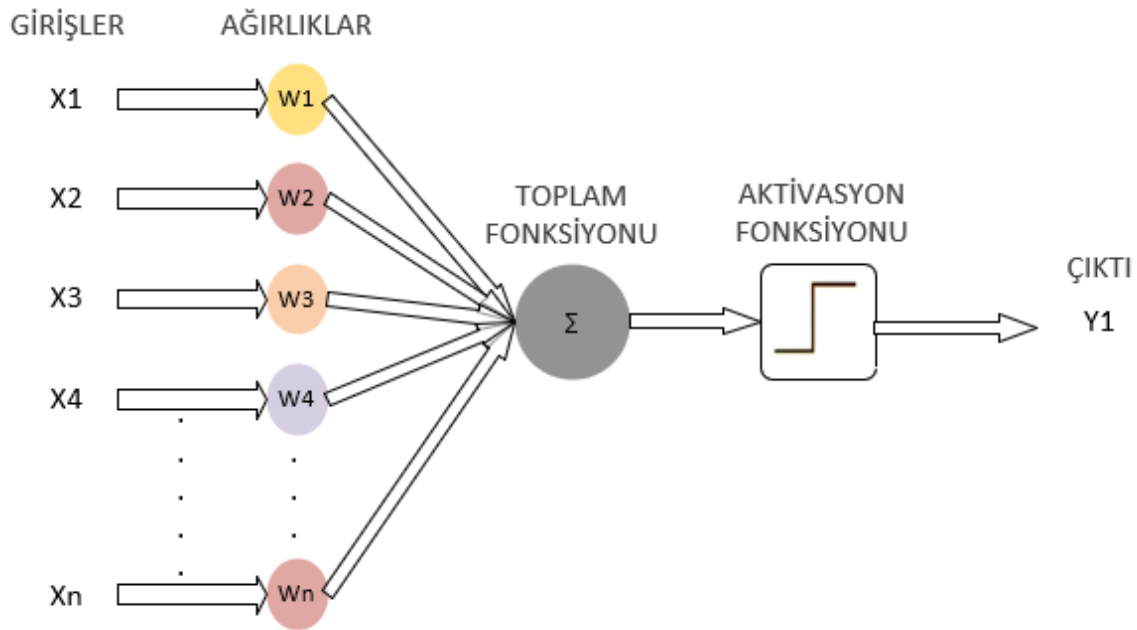 GİRİŞLER
AĞIRLIKLAR
X1
W1
X2
W2
X3
W3
X4
W4
Xn
Wn
TOPLAM
FONKSİYONU
Σ
AKTİVASYON
FONKSİYONU
ÇIKTI
Y1